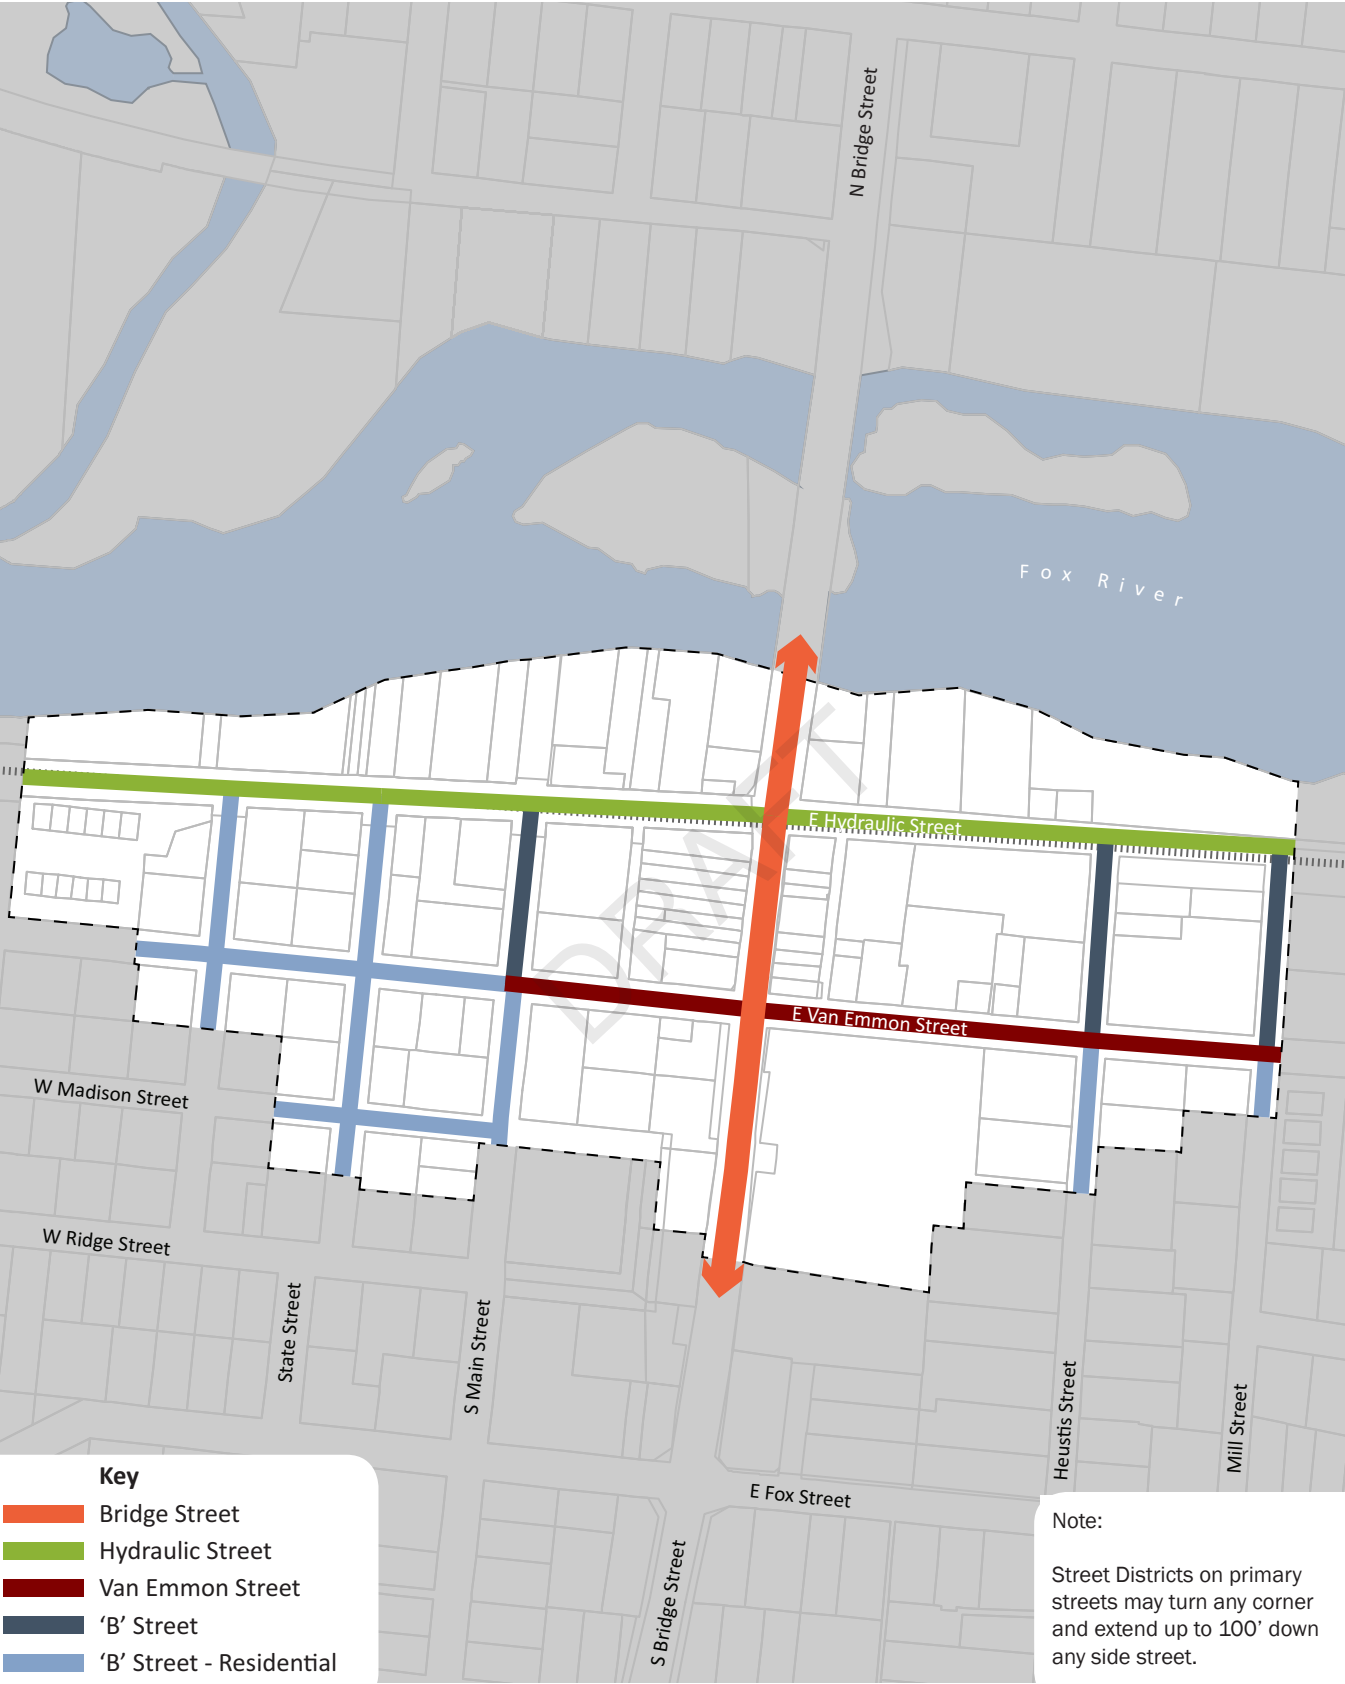 N Bridge Street
Fox River
DRAFT
E Hydraulic Street
E Van Emmon Street
W Madison Street
W Ridge Street
State Street
S Main Street
Heustis Street
Mill Street
E Fox Street
S Bridge Street
Key
Bridge Street
Hydraulic Street
Van Emmon Street
‘B’ Street
‘B’ Street - Residential
Note:
Street Districts on primary
streets may turn any corner
and extend up to 100’ down
any side street.